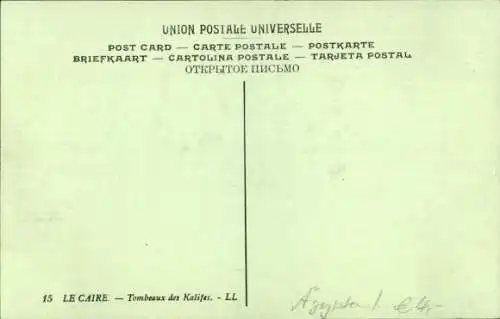 UNION POSTALE UNIVERSELLE
POST CARD — CARTE POSTALE — POSTKARTE
BRIEFKAART — CARTOLINA POSTALE — TARJETA POSTAL
ОТКРЫТОЕ ПИСЬМО
15 LE CAIRE. — Tombeaux des Kalifes. - LL
Ägypten